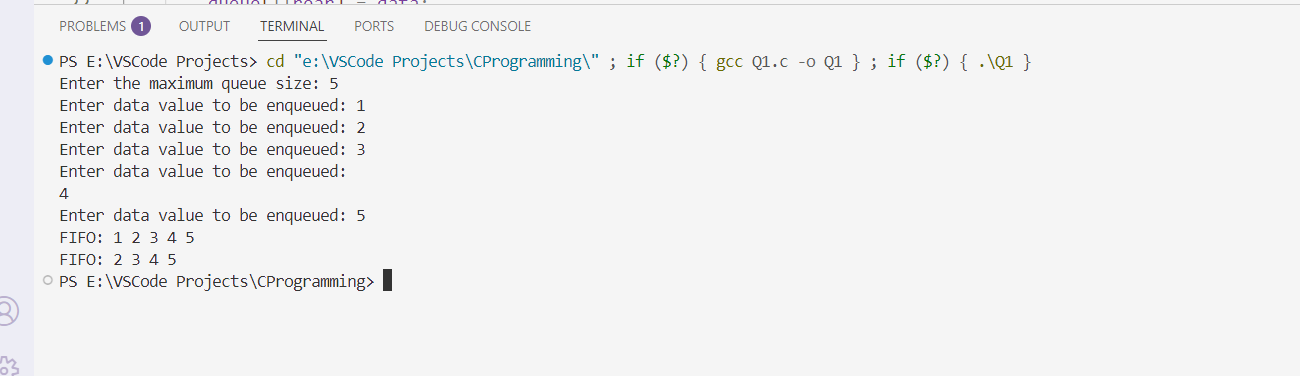 queue[(rear] = data;
PROBLEMS 1 OUTPUT TERMINAL PORTS DEBUG CONSOLE
PS E:\VSCode Projects> cd "e:\VSCode Projects\CProgramming\" ; if ($?) { gcc Q1.c -o Q1 } ; if ($?) { .\Q1 }
Enter the maximum queue size: 5
Enter data value to be enqueued: 1
Enter data value to be enqueued: 2
Enter data value to be enqueued: 3
Enter data value to be enqueued:
4
Enter data value to be enqueued: 5
FIFO: 1 2 3 4 5
FIFO: 2 3 4 5
PS E:\VSCode Projects\CProgramming>